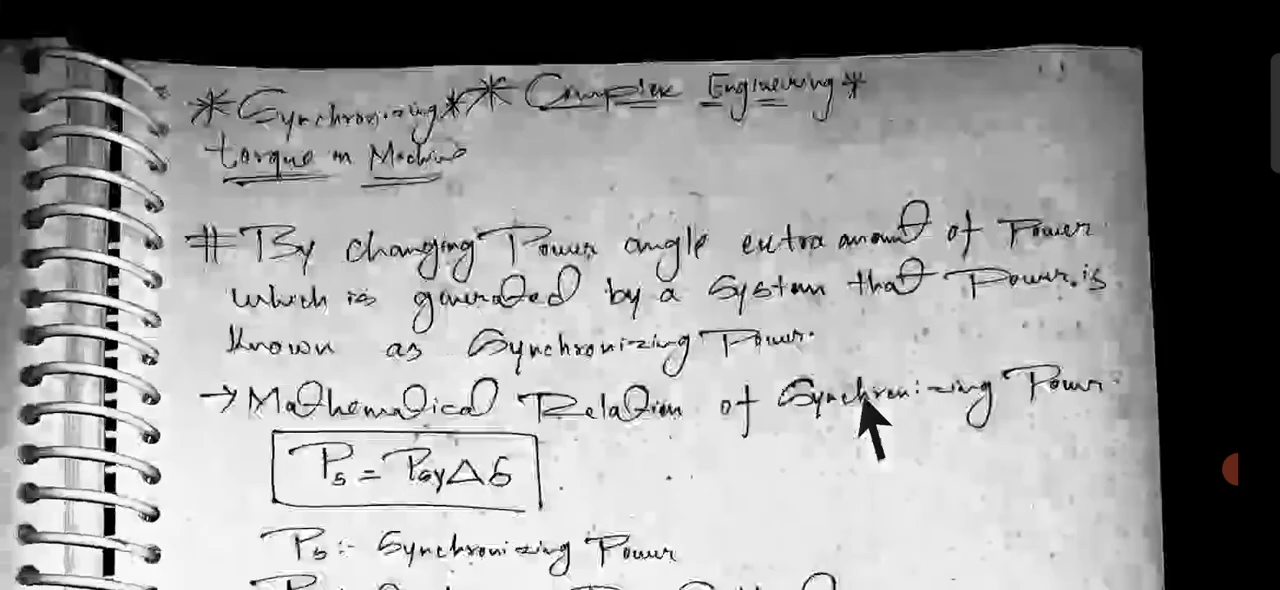 *Synchronizing* * Complex Engineering *
torque in Machine
# By changing Power angle extra amount of Power
which is generated by a System that Power is
known as Synchronizing Power.
→ Mathematical Relation of Synchronizing Power
Ps = Psy Δδ
Ps :- Synchronizing Power